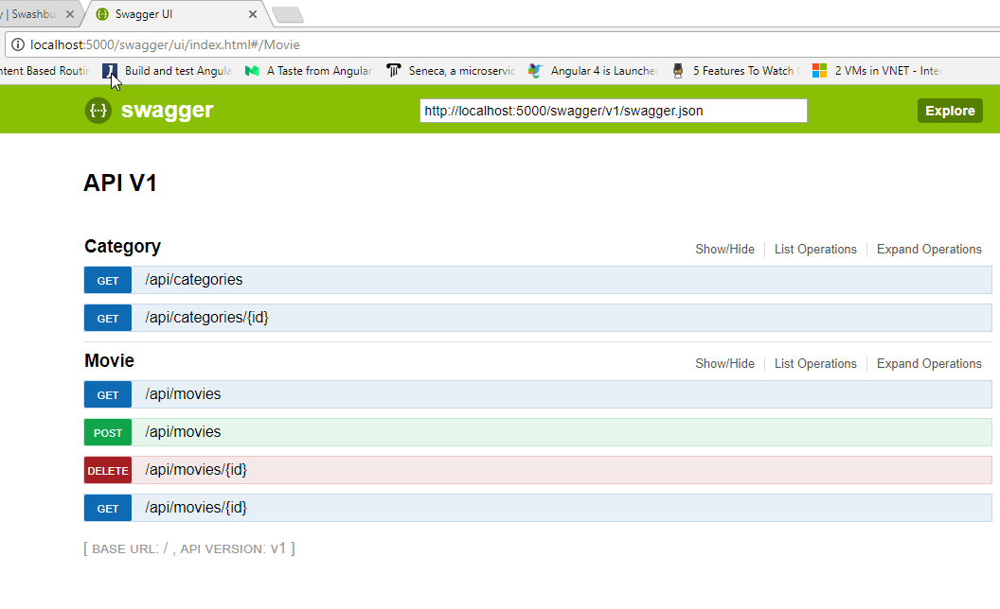 y | Swashbu
Swagger UI
localhost:5000/swagger/ui/index.html#/Movie
ntent Based Routin
Build and test Angula
A Taste from Angular
Seneca, a microservic
Angular 4 is Launche
5 Features To Watch
2 VMs in VNET - Inte
{··} swagger
http://localhost:5000/swagger/v1/swagger.json
Explore
API V1
Category
Show/Hide
List Operations
Expand Operations
GET /api/categories
GET /api/categories/{id}
Movie
Show/Hide
List Operations
Expand Operations
GET /api/movies
POST /api/movies
DELETE /api/movies/{id}
GET /api/movies/{id}
[ BASE URL: / , API VERSION: V1 ]